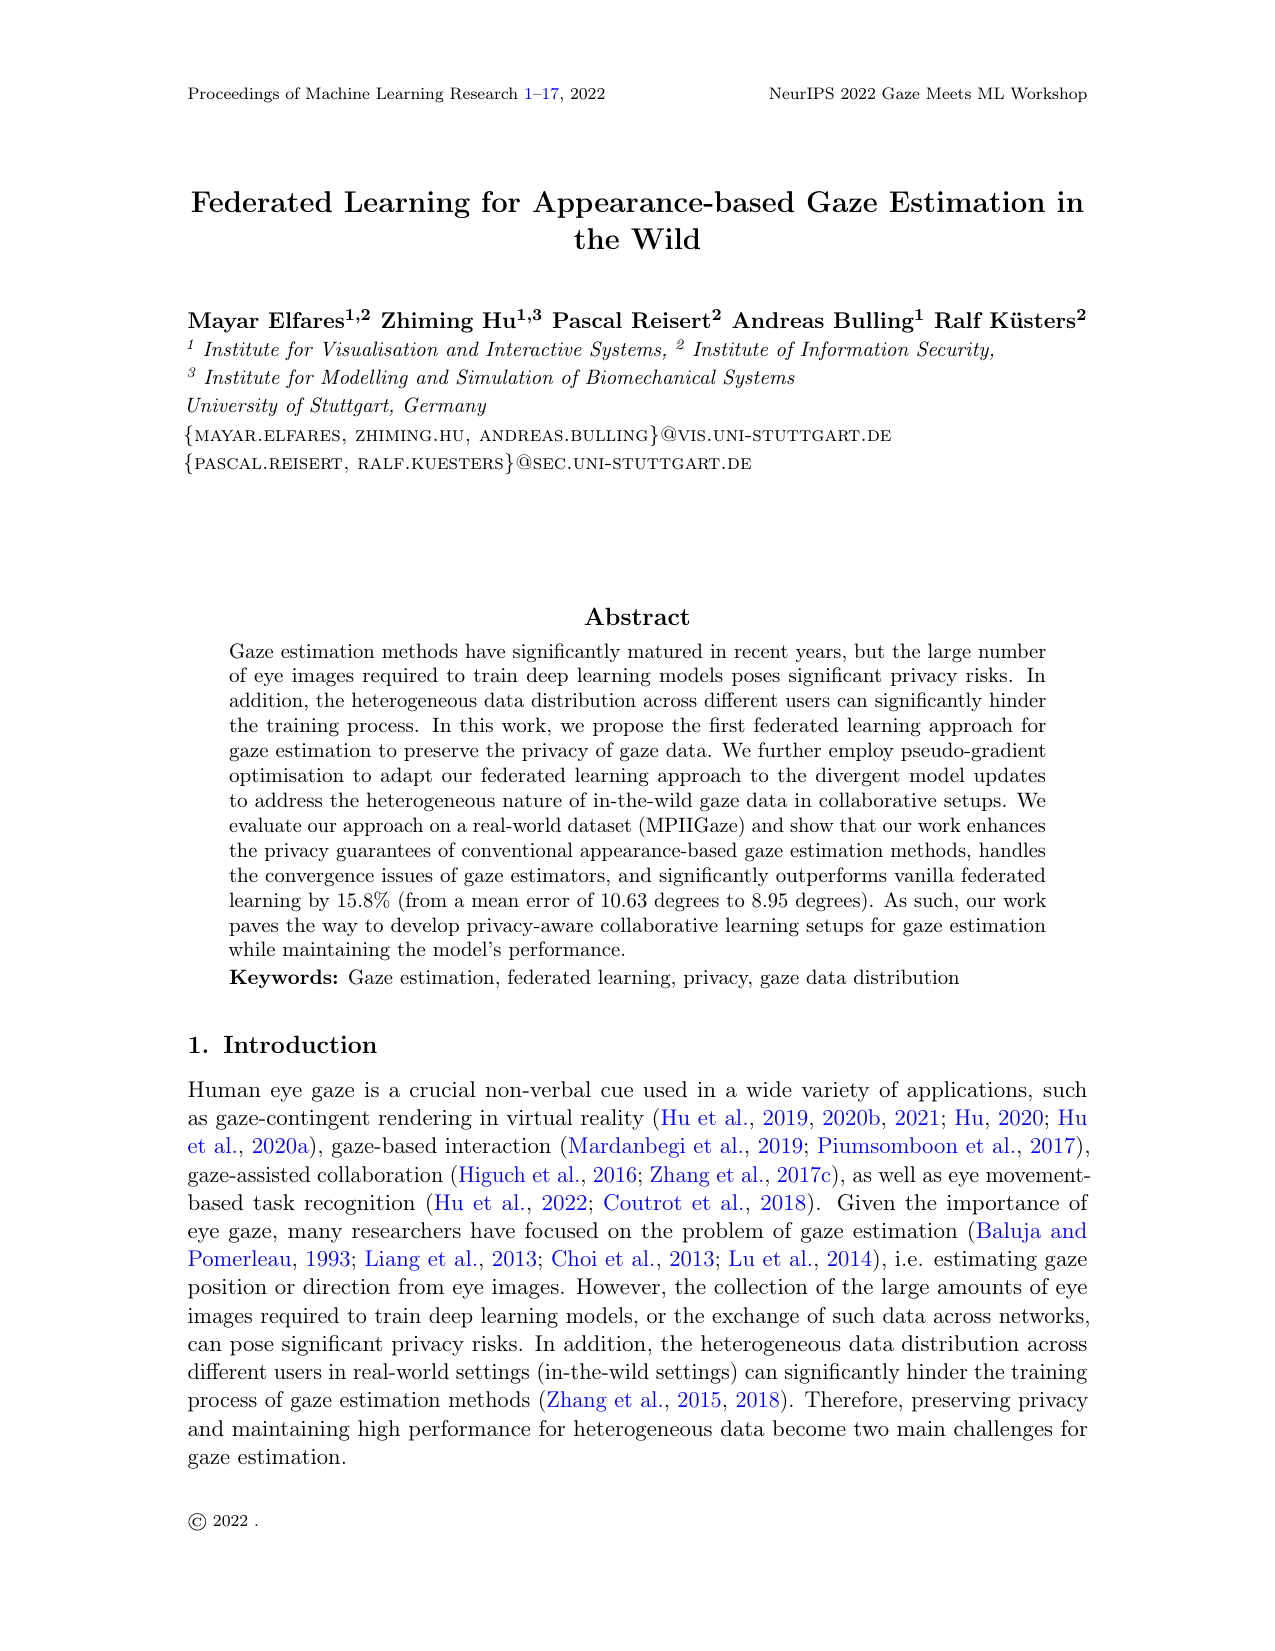 Proceedings of Machine Learning Research 1–17, 2022 NeurIPS 2022 Gaze Meets ML Workshop
Federated Learning for Appearance-based Gaze Estimation in
the Wild
Mayar Elfares1,2 Zhiming Hu1,3 Pascal Reisert2 Andreas Bulling1 Ralf Küsters2
1 Institute for Visualisation and Interactive Systems, 2 Institute of Information Security,
3 Institute for Modelling and Simulation of Biomechanical Systems
University of Stuttgart, Germany
{MAYAR.ELFARES, ZHIMING.HU, ANDREAS.BULLING}@VIS.UNI-STUTTGART.DE
{PASCAL.REISERT, RALF.KUESTERS}@SEC.UNI-STUTTGART.DE
Abstract
Gaze estimation methods have significantly matured in recent years, but the large number
of eye images required to train deep learning models poses significant privacy risks. In
addition, the heterogeneous data distribution across different users can significantly hinder
the training process. In this work, we propose the first federated learning approach for
gaze estimation to preserve the privacy of gaze data. We further employ pseudo-gradient
optimisation to adapt our federated learning approach to the divergent model updates
to address the heterogeneous nature of in-the-wild gaze data in collaborative setups. We
evaluate our approach on a real-world dataset (MPIIGaze) and show that our work enhances
the privacy guarantees of conventional appearance-based gaze estimation methods, handles
the convergence issues of gaze estimators, and significantly outperforms vanilla federated
learning by 15.8% (from a mean error of 10.63 degrees to 8.95 degrees). As such, our work
paves the way to develop privacy-aware collaborative learning setups for gaze estimation
while maintaining the model's performance.
Keywords: Gaze estimation, federated learning, privacy, gaze data distribution
1. Introduction
Human eye gaze is a crucial non-verbal cue used in a wide variety of applications, such
as gaze-contingent rendering in virtual reality (Hu et al., 2019, 2020b, 2021; Hu, 2020; Hu
et al., 2020a), gaze-based interaction (Mardanbegi et al., 2019; Piumsomboon et al., 2017),
gaze-assisted collaboration (Higuch et al., 2016; Zhang et al., 2017c), as well as eye movement-
based task recognition (Hu et al., 2022; Coutrot et al., 2018). Given the importance of
eye gaze, many researchers have focused on the problem of gaze estimation (Baluja and
Pomerleau, 1993; Liang et al., 2013; Choi et al., 2013; Lu et al., 2014), i.e. estimating gaze
position or direction from eye images. However, the collection of the large amounts of eye
images required to train deep learning models, or the exchange of such data across networks,
can pose significant privacy risks. In addition, the heterogeneous data distribution across
different users in real-world settings (in-the-wild settings) can significantly hinder the training
process of gaze estimation methods (Zhang et al., 2015, 2018). Therefore, preserving privacy
and maintaining high performance for heterogeneous data become two main challenges for
gaze estimation.
© 2022 .